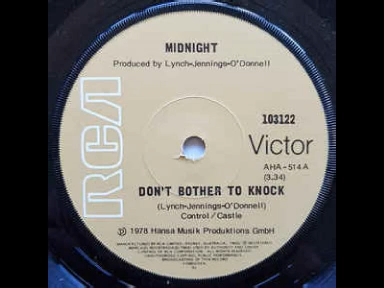 MIDNIGHT
Produced by Lynch-Jennings-O'Donnell
RCA
103122
Victor
AHA-514A
(3.34)
DON'T BOTHER TO KNOCK
(Lynch-Jennings-O'Donnell)
Control/Castle
Ⓟ 1978 Hansa Musik Produktions GmbH